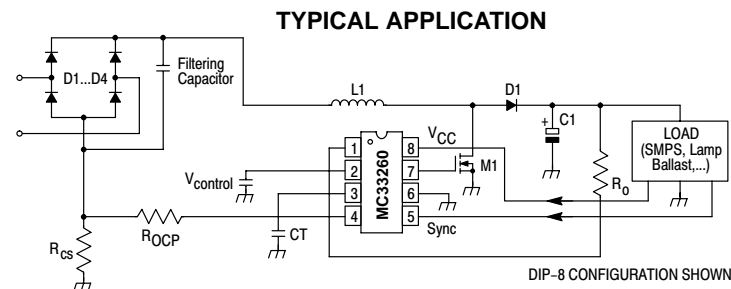 TYPICAL APPLICATION
D1...D4
Filtering
Capacitor
L1
D1
+
C1
LOAD
(SMPS, Lamp
Ballast,...)
VCC
M1
Ro
Vcontrol
1
2
3
4
MC33260
8
7
6
5
Sync
ROCP
CT
RCS
DIP–8 CONFIGURATION SHOWN